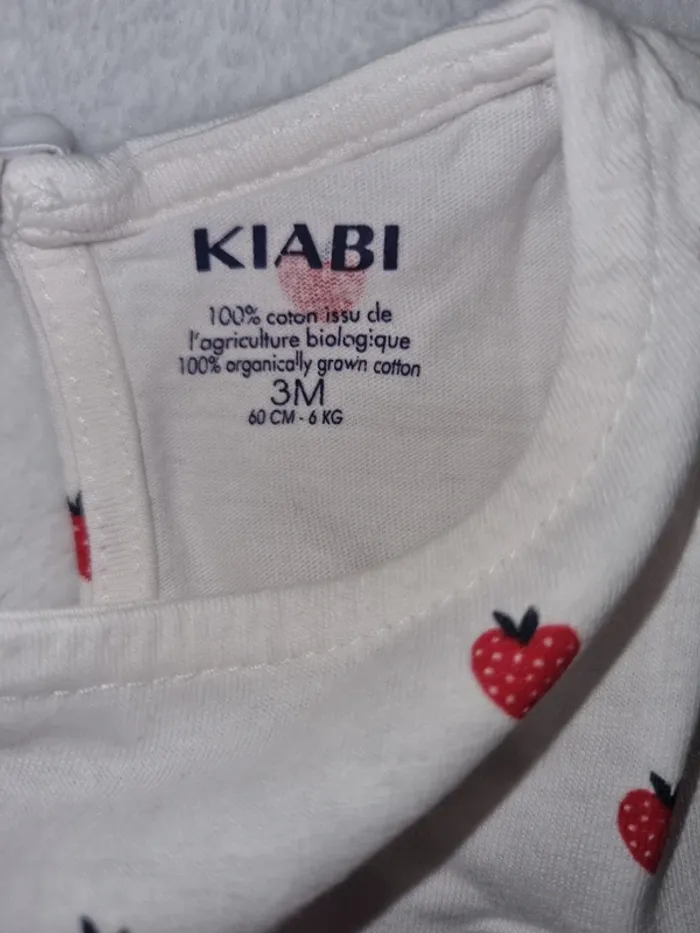 KIABI
100% coton issu de
l'agriculture biologique
100% organically grown cotton
3M
60 CM - 6 KG